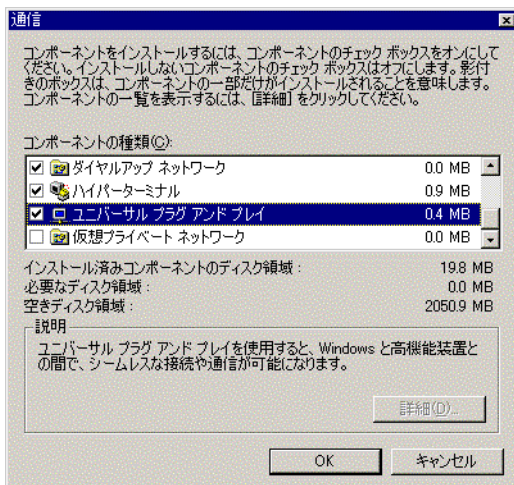 通信
コンポーネントをインストールするには、コンポーネントのチェック ボックスをオンにして
ください。インストールしないコンポーネントのチェック ボックスはオフにします。影付
きのボックスは、コンポーネントの一部だけがインストールされることを意味します。
コンポーネントの一覧を表示するには、[詳細] をクリックしてください。
コンポーネントの種類(C):
ダイヤルアップ ネットワーク 0.0 MB
ハイパーターミナル 0.9 MB
ユニバーサル プラグ アンド プレイ 0.4 MB
仮想プライベート ネットワーク 0.0 MB
インストール済みコンポーネントのディスク領域 : 19.8 MB
必要なディスク領域 : 0.0 MB
空きディスク領域 : 2050.9 MB
説明
ユニバーサル プラグ アンド プレイを使用すると、Windows と高機能装置と
の間で、シームレスな接続や通信が可能になります。
詳細(D)...
OK キャンセル